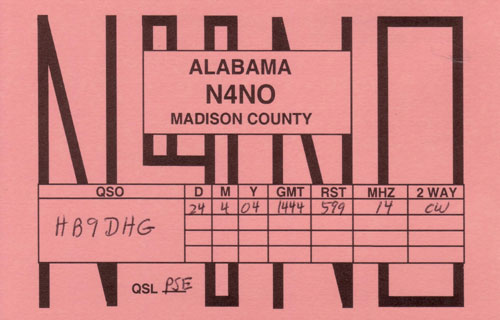 N4NO
ALABAMA
N4NO
MADISON COUNTY
QSO D M Y GMT RST MHZ 2 WAY
HB9DHG 24 4 04 1444 599 14 CW
QSL PSE